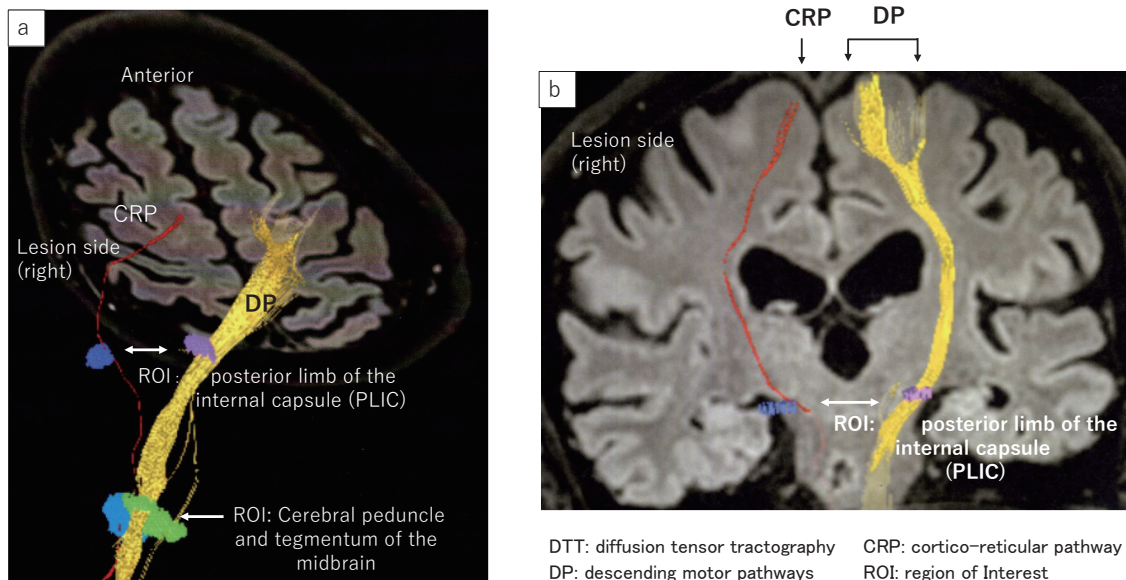 a
Anterior
CRP
Lesion side
(right)
DP
ROI : posterior limb of the
internal capsule (PLIC)
ROI: Cerebral peduncle
and tegmentum of the
midbrain
CRP DP
b
Lesion side
(right)
ROI: posterior limb of the
internal capsule
(PLIC)
DTT: diffusion tensor tractography CRP: cortico-reticular pathway
DP: descending motor pathways ROI: region of Interest